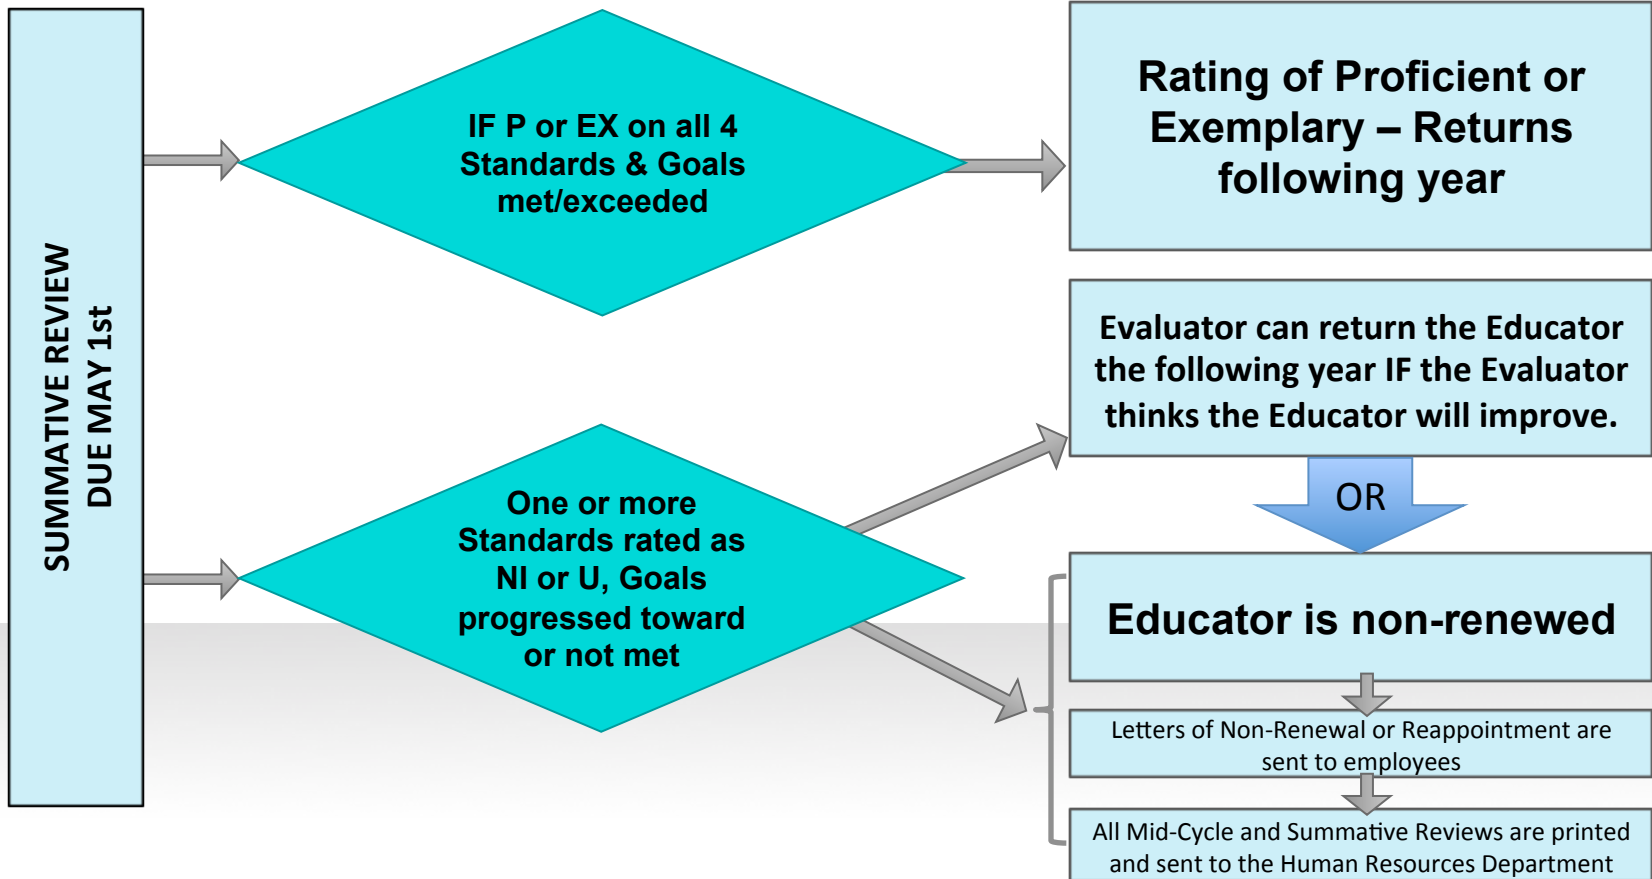 SUMMATIVE REVIEW
DUE MAY 1st
IF P or EX on all 4
Standards & Goals
met/exceeded
Rating of Proficient or
Exemplary – Returns
following year
One or more
Standards rated as
NI or U, Goals
progressed toward
or not met
Evaluator can return the Educator
the following year IF the Evaluator
thinks the Educator will improve.
OR
Educator is non-renewed
Letters of Non-Renewal or Reappointment are
sent to employees
All Mid-Cycle and Summative Reviews are printed
and sent to the Human Resources Department